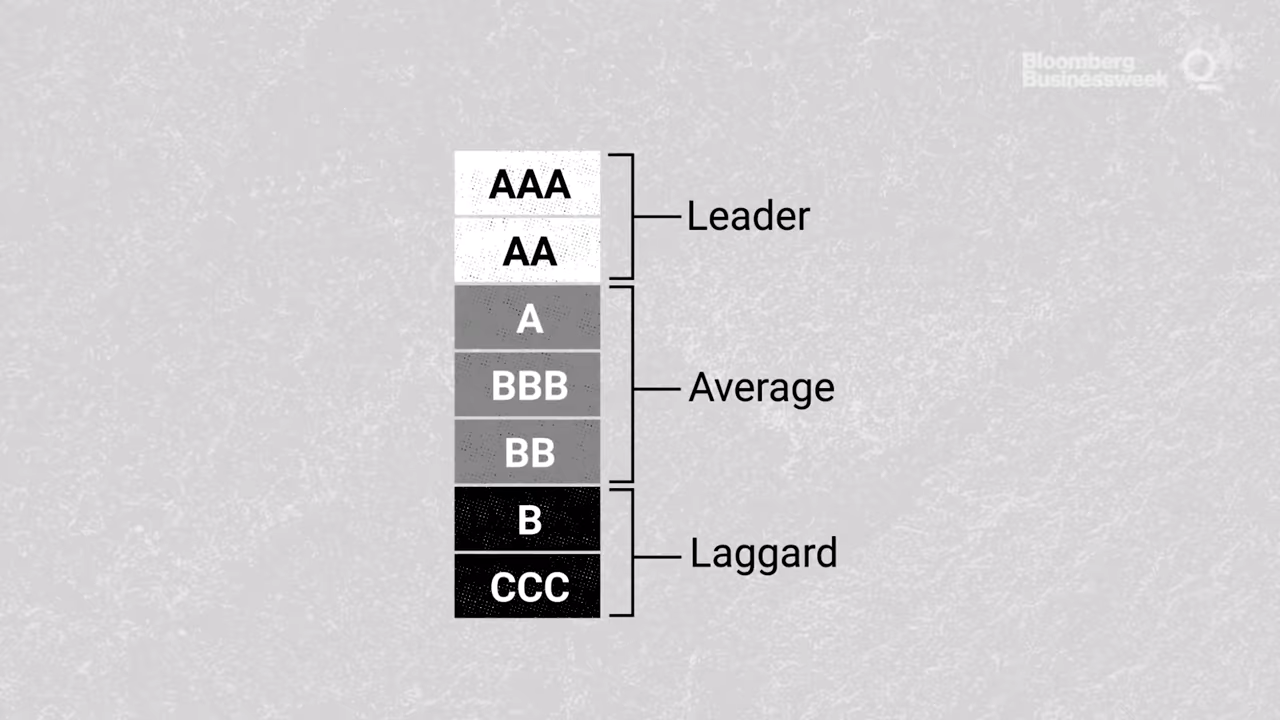 Bloomberg
Businessweek
AAA
AA
Leader
A
BBB
Average
BB
B
Laggard
CCC